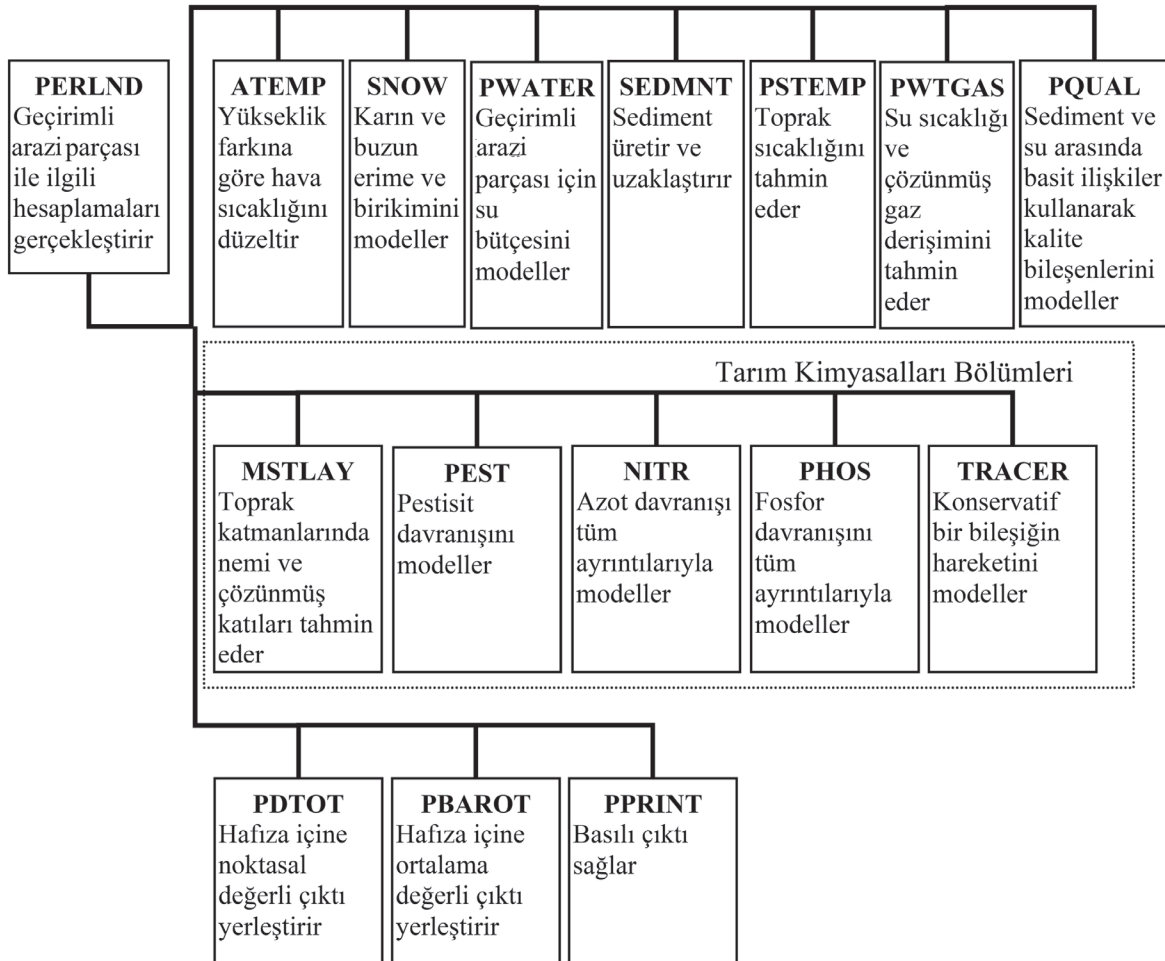 PERLND
Geçirimli
arazi parçası
ile ilgili
hesaplamaları
gerçekleştirir
ATEMP
Yükseklik
farkına
göre hava
sıcaklığını
düzeltir
SNOW
Karın ve
buzun
erime ve
birikimini
modeller
PWATER
Geçirimli
arazi
parçası için
su
bütçesini
modeller
SEDMNT
Sediment
üretir ve
uzaklaştırır
PSTEMP
Toprak
sıcaklığını
tahmin
eder
PWTGAS
Su sıcaklığı
ve
çözünmüş
gaz
derişimini
tahmin
eder
PQUAL
Sediment ve
su arasında
basit ilişkiler
kullanarak
kalite
bileşenlerini
modeller
Tarım Kimyasalları Bölümleri
MSTLAY
Toprak
katmanlarında
nemi ve
çözünmüş
katıları tahmin
eder
PEST
Pestisit
davranışını
modeller
NITR
Azot davranışı
tüm
ayrıntılarıyla
modeller
PHOS
Fosfor
davranışını
tüm
ayrıntılarıyla
modeller
TRACER
Konservatif
bir bileşiğin
hareketini
modeller
PDTOT
Hafıza içine
noktasal
değerli çıktı
yerleştirir
PBAROT
Hafıza içine
ortalama
değerli çıktı
yerleştirir
PPRINT
Basılı çıktı
sağlar